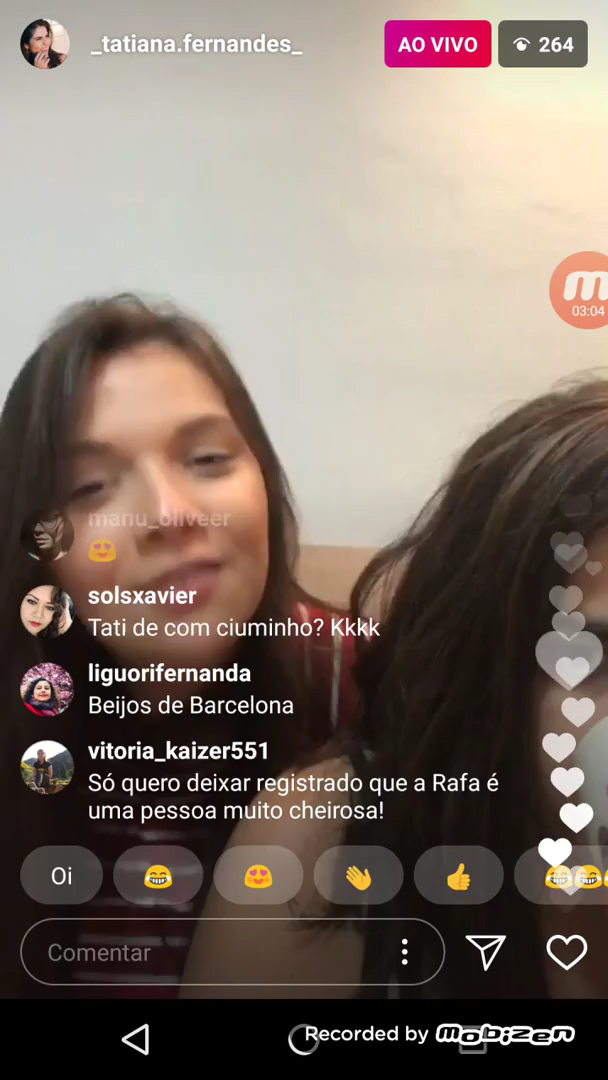 _tatiana.fernandes_
AO VIVO
264
03:04
manu_oliveer
😍
solsxavier
Tati de com ciuminho? Kkkk
liguorifernanda
Beijos de Barcelona
vitoria_kaizer551
Só quero deixar registrado que a Rafa é
uma pessoa muito cheirosa!
Oi 😂 😍 👏 👍 😂😂
Comentar
Recorded by mobizen